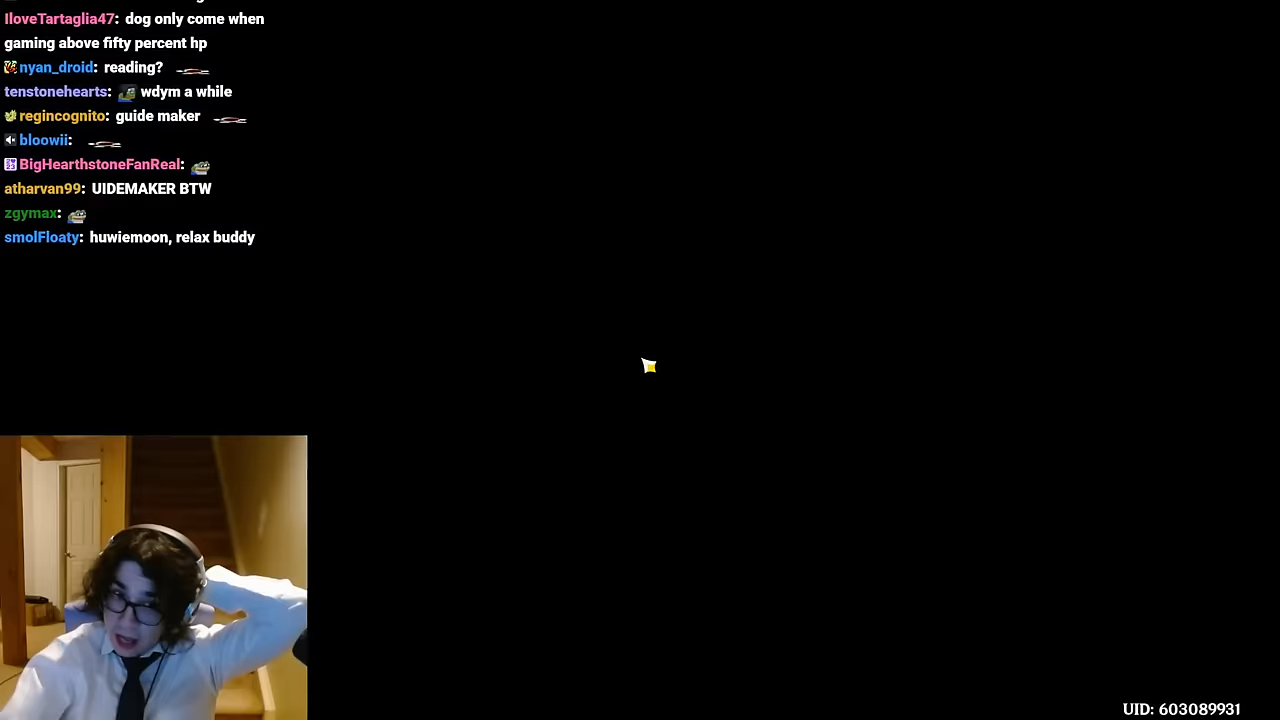 IloveTartaglia47: dog only come when
gaming above fifty percent hp
nyan_droid: reading?
tenstonehearts: wdym a while
regincognito: guide maker
bloowii:
BigHearthstoneFanReal:
atharvan99: UIDEMAKER BTW
zgymax:
smolFloaty: huwiemoon, relax buddy
UID: 603089931